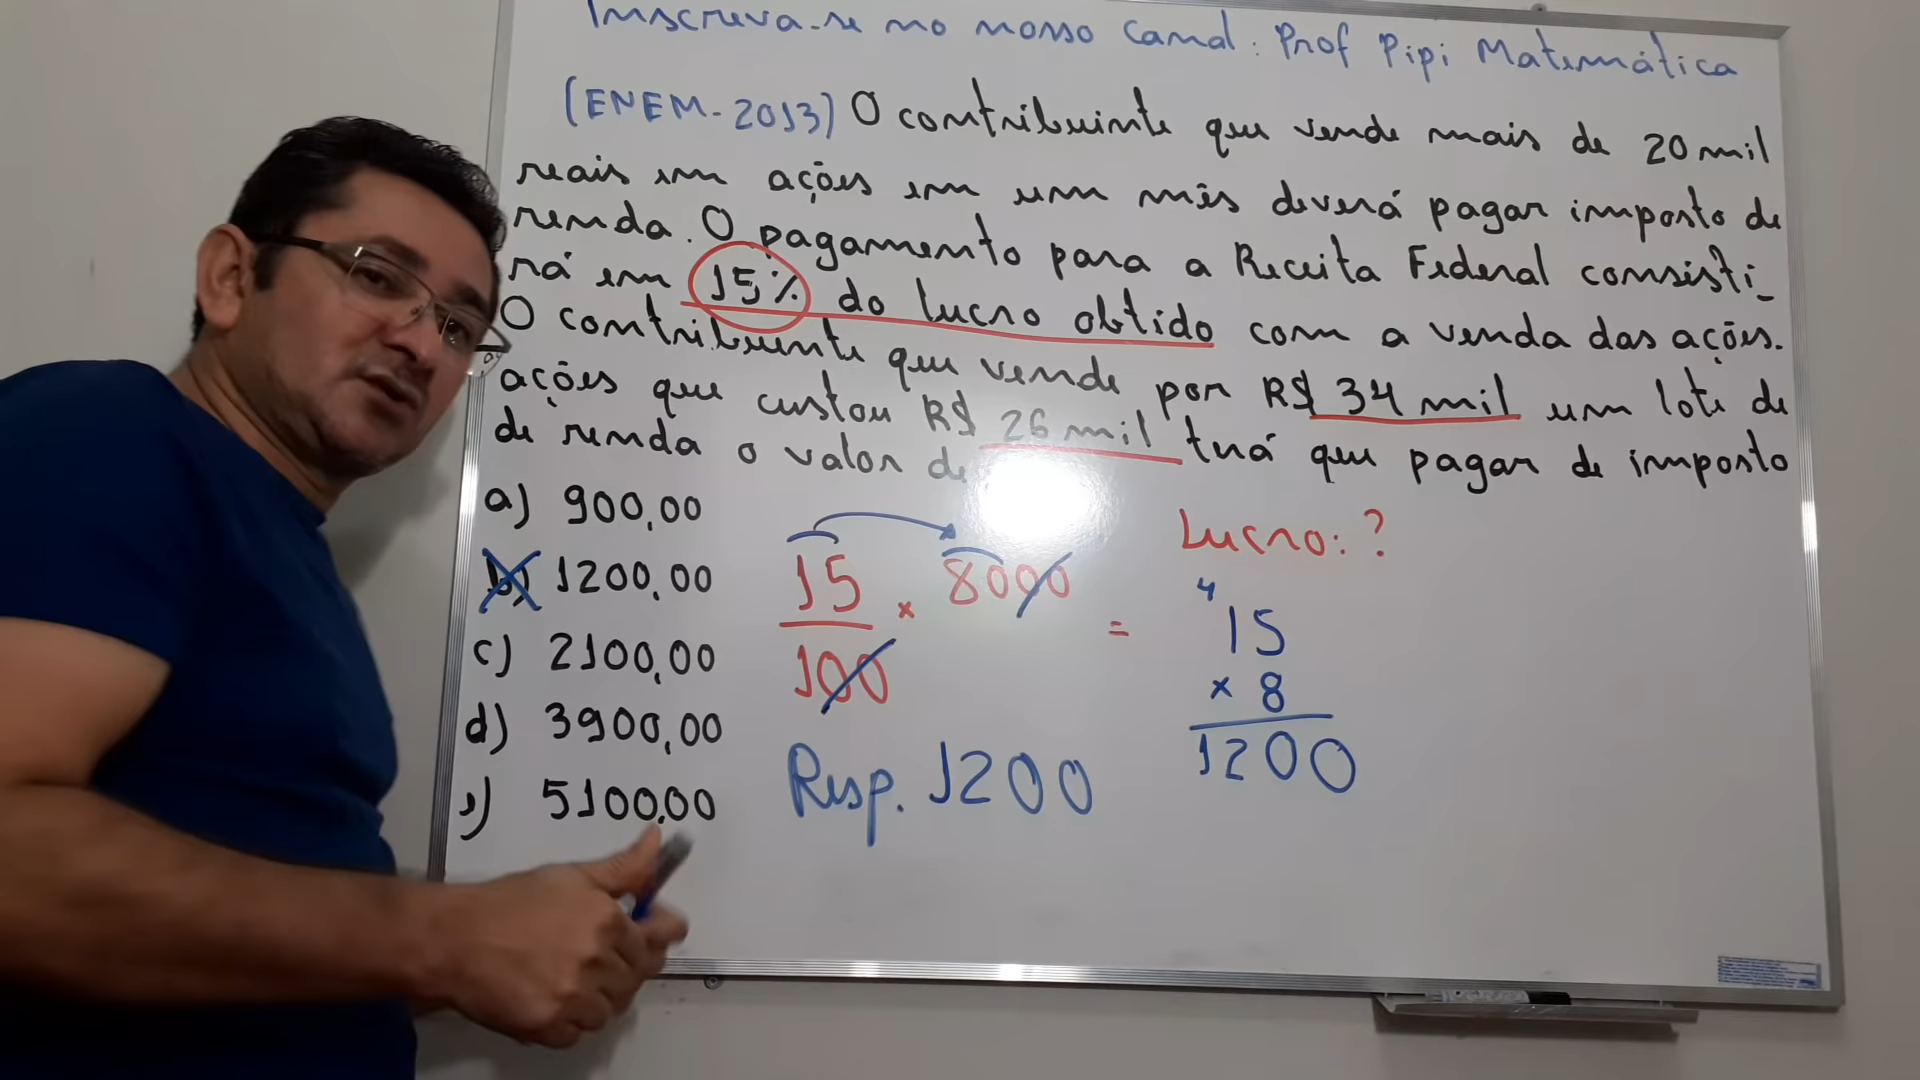 Inscreva-se no nosso canal: Prof Pipi Matemática
(ENEM-2013) O contribuinte que vende mais de 20 mil
reais em ações em um mês deverá pagar imposto de
renda. O pagamento para a Receita Federal consisti_
rá em 15% do lucro obtido com a venda das ações.
O contribuinte que vende por R$ 34 mil um lote de
ações que custou R$ 26 mil terá que pagar de imposto
de renda o valor de
a) 900,00
b) 1200,00
c) 2100,00
d) 3900,00
e) 5100,00
Lucro: ?
15
100
x 8000 =
4
15
x 8
1200
Resp. 1200